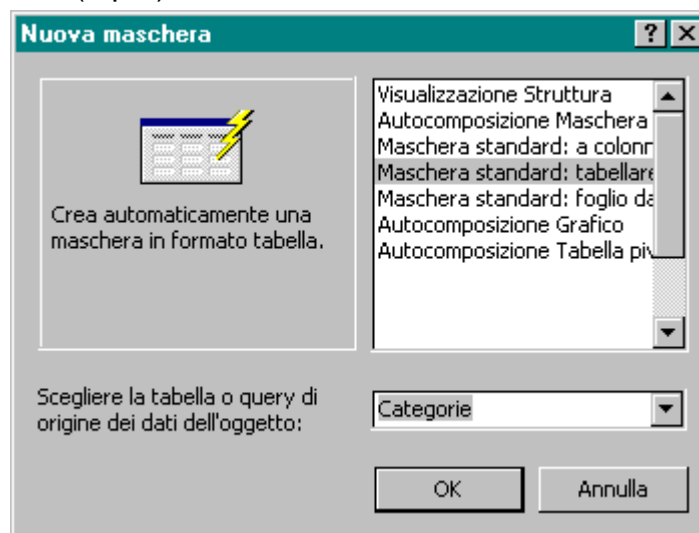 Nuova maschera
Visualizzazione Struttura
Autocomposizione Maschera
Maschera standard: a colonn
Maschera standard: tabellare
Maschera standard: foglio da
Autocomposizione Grafico
Autocomposizione Tabella piv
Crea automaticamente una
maschera in formato tabella.
Scegliere la tabella o query di
origine dei dati dell'oggetto:
Categorie
OK
Annulla